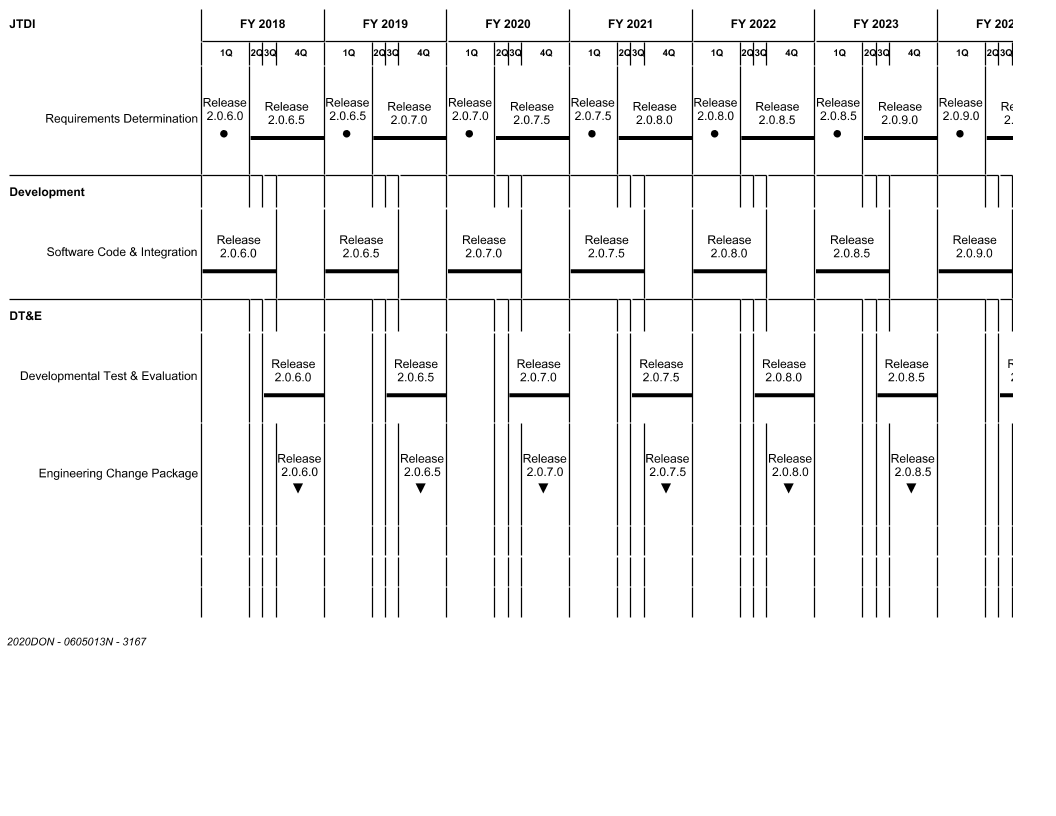 JTDI FY 2018 FY 2019 FY 2020 FY 2021 FY 2022 FY 2023 FY 202
1Q 2Q 3Q 4Q 1Q 2Q 3Q 4Q 1Q 2Q 3Q 4Q 1Q 2Q 3Q 4Q 1Q 2Q 3Q 4Q 1Q 2Q 3Q 4Q 1Q 2Q 3Q
Requirements Determination
Release
2.0.6.0
Release
2.0.6.5
Release
2.0.6.5
Release
2.0.7.0
Release
2.0.7.0
Release
2.0.7.5
Release
2.0.7.5
Release
2.0.8.0
Release
2.0.8.0
Release
2.0.8.5
Release
2.0.8.5
Release
2.0.9.0
Release
2.0.9.0
Development
Software Code & Integration
Release
2.0.6.0
Release
2.0.6.5
Release
2.0.7.0
Release
2.0.7.5
Release
2.0.8.0
Release
2.0.8.5
Release
2.0.9.0
DT&E
Developmental Test & Evaluation
Release
2.0.6.0
Release
2.0.6.5
Release
2.0.7.0
Release
2.0.7.5
Release
2.0.8.0
Release
2.0.8.5
Engineering Change Package
Release
2.0.6.0
Release
2.0.6.5
Release
2.0.7.0
Release
2.0.7.5
Release
2.0.8.0
Release
2.0.8.5
2020DON - 0605013N - 3167